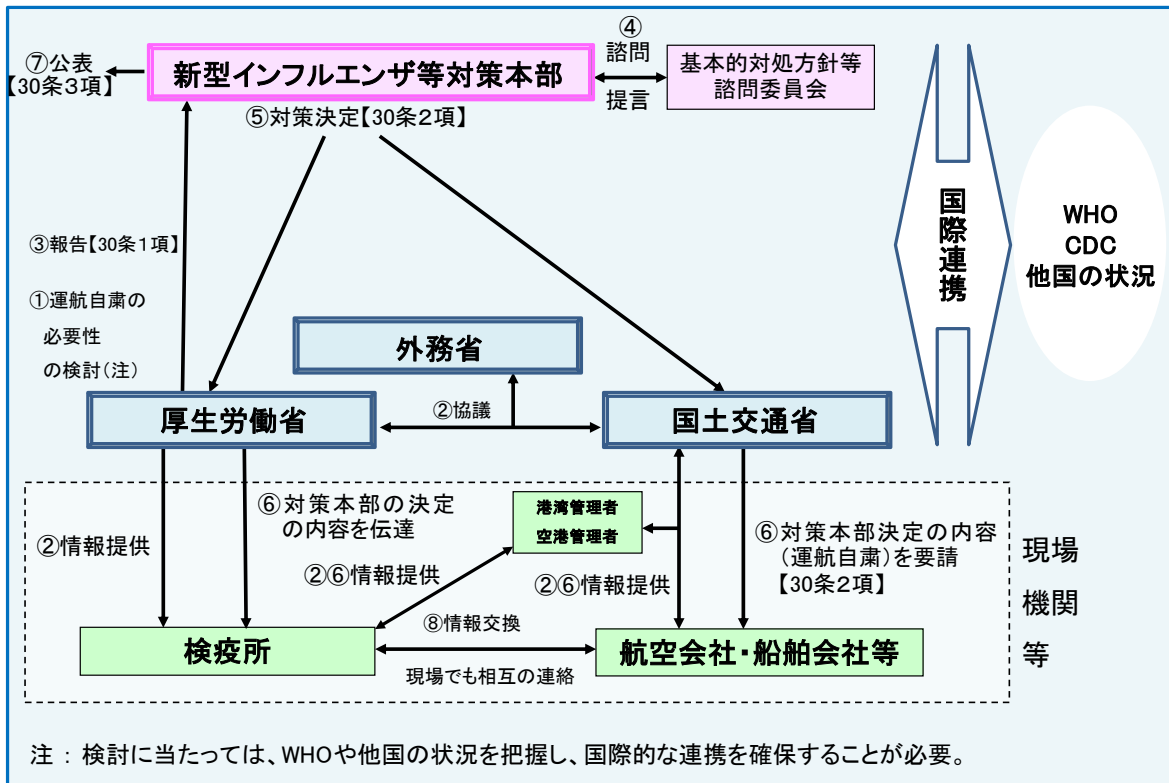 ⑦公表
【30条3項】
新型インフルエンザ等対策本部
④
諮問
提言
基本的対処方針等
諮問委員会
⑤対策決定【30条2項】
③報告【30条1項】
①運航自粛の
必要性
の検討(注)
国際連携
WHO
CDC
他国の状況
外務省
②協議
厚生労働省
国土交通省
②情報提供
⑥対策本部の決定
の内容を伝達
港湾管理者
空港管理者
②⑥情報提供
②⑥情報提供
⑥対策本部決定の内容
(運航自粛)を要請
【30条2項】
現場
機関
等
検疫所
⑧情報交換
現場でも相互の連絡
航空会社・船舶会社等
注 : 検討に当たっては、WHOや他国の状況を把握し、国際的な連携を確保することが必要。